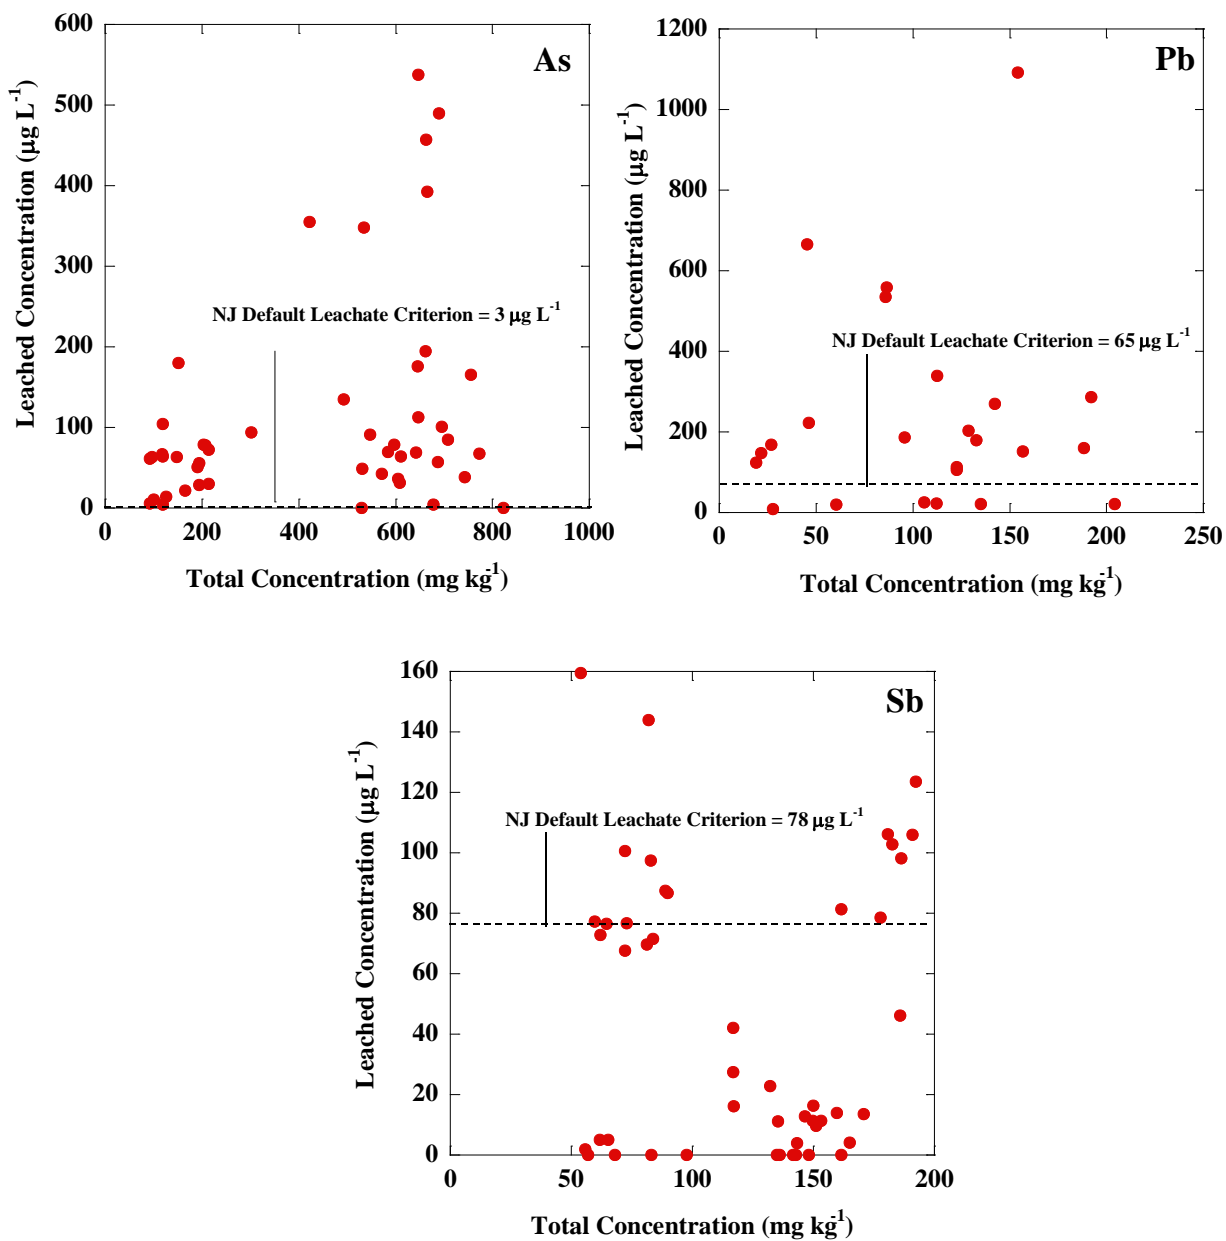 600
500
400
300
200
100
0
0 200 400 600 800 1000
Leached Concentration (µg L⁻¹)
Total Concentration (mg kg⁻¹)
As
NJ Default Leachate Criterion = 3 µg L⁻¹
1200
1000
800
600
400
200
0
0 50 100 150 200 250
Leached Concentration (µg L⁻¹)
Total Concentration (mg kg⁻¹)
Pb
NJ Default Leachate Criterion = 65 µg L⁻¹
160
140
120
100
80
60
40
20
0
0 50 100 150 200
Leached Concentration (µg L⁻¹)
Total Concentration (mg kg⁻¹)
Sb
NJ Default Leachate Criterion = 78 µg L⁻¹